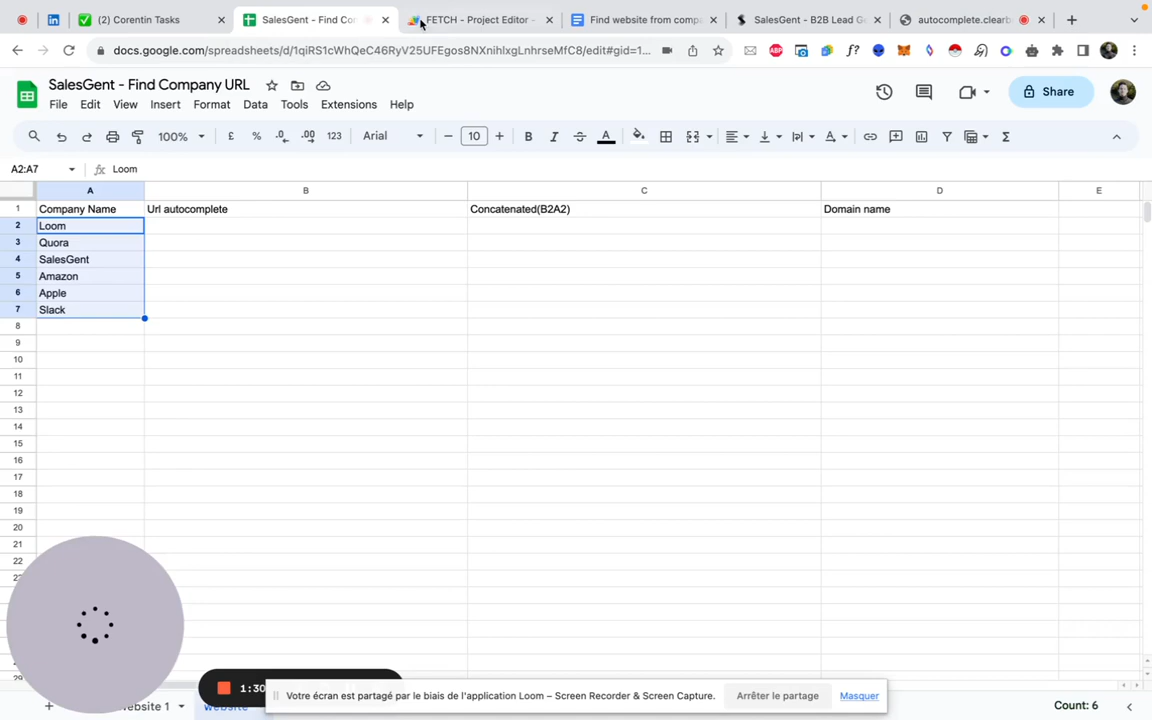 (2) Corentin Tasks
SalesGent - Find Co
FETCH - Project Editor -
Find website from comp
SalesGent - B2B Lead G
autocomplete.clearb
docs.google.com/spreadsheets/d/1qiRS1cWhQeC46RyV25UFEgos8NXnihlxgLnhrseMfC8/edit#gid=1...
SalesGent - Find Company URL
File Edit View Insert Format Data Tools Extensions Help
Share
100% £ % .0 .00 123 Arial 10 B I A
A2:A7 fx Loom
A B C D E
1 Company Name Url autocomplete Concatenated(B2A2) Domain name
2 Loom
3 Quora
4 SalesGent
5 Amazon
6 Apple
7 Slack
8
9
10
11
12
13
14
15
16
17
18
19
20
21
22
29
1:30
Votre écran est partagé par le biais de l'application Loom – Screen Recorder & Screen Capture.
Arrêter le partage
Masquer
ebsite 1
website
Count: 6